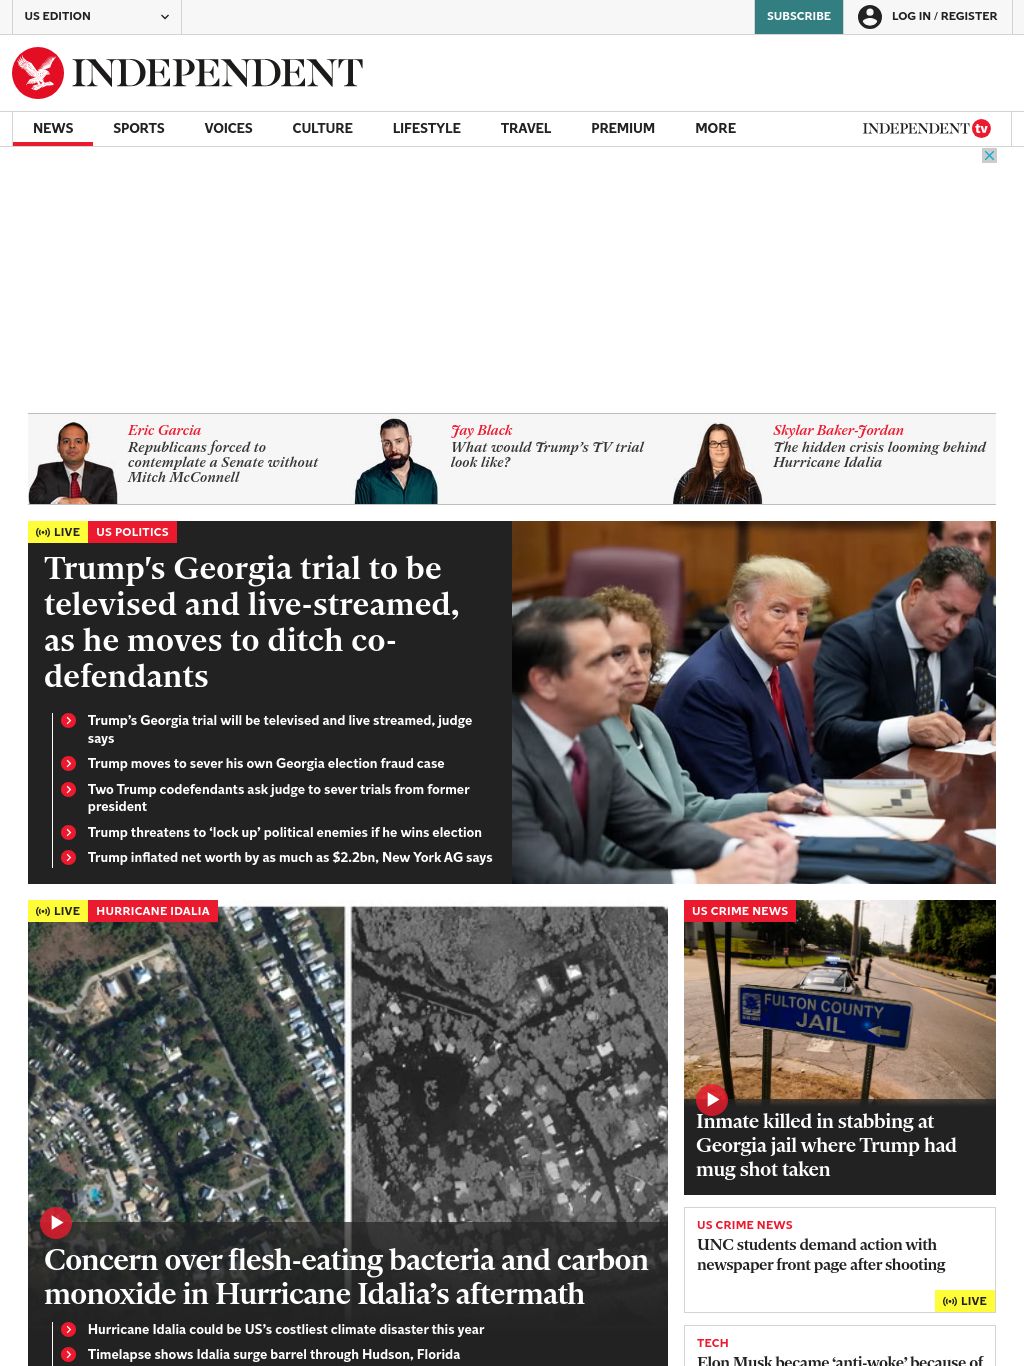 US EDITION
SUBSCRIBE
LOG IN / REGISTER
INDEPENDENT
NEWS
SPORTS
VOICES
CULTURE
LIFESTYLE
TRAVEL
PREMIUM
MORE
INDEPENDENT tv
Eric Garcia
Republicans forced to
contemplate a Senate without
Mitch McConnell
Jay Black
What would Trump’s TV trial
look like?
Skylar Baker-Jordan
The hidden crisis looming behind
Hurricane Idalia
LIVE
US POLITICS
Trump's Georgia trial to be
televised and live-streamed,
as he moves to ditch co-
defendants
Trump’s Georgia trial will be televised and live streamed, judge
says
Trump moves to sever his own Georgia election fraud case
Two Trump codefendants ask judge to sever trials from former
president
Trump threatens to ‘lock up’ political enemies if he wins election
Trump inflated net worth by as much as $2.2bn, New York AG says
LIVE
HURRICANE IDALIA
Concern over flesh-eating bacteria and carbon
monoxide in Hurricane Idalia’s aftermath
Hurricane Idalia could be US’s costliest climate disaster this year
Timelapse shows Idalia surge barrel through Hudson, Florida
US CRIME NEWS
FULTON COUNTY
JAIL
Inmate killed in stabbing at
Georgia jail where Trump had
mug shot taken
US CRIME NEWS
UNC students demand action with
newspaper front page after shooting
LIVE
TECH
Elon Musk became ‘anti-woke’ because of